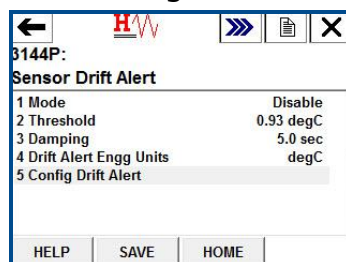 H
3144P:
Sensor Drift Alert
1 Mode Disable
2 Threshold 0.93 degC
3 Damping 5.0 sec
4 Drift Alert Engg Units degC
5 Config Drift Alert
HELP SAVE HOME